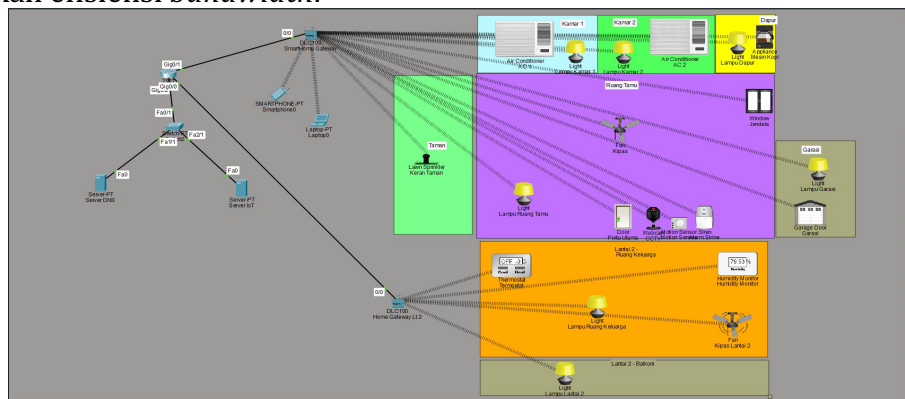 bandwidth.
0/0
DLC100
Smart Home Gateway
Gig0/1
Gig0/0
Fa0/1
Fa1/1
Fa2/1
Fa0
Server-PT
Server DNS
Fa0
Server-PT
Server IoT
SMARTPHONE-PT
Smartphone0
Laptop-PT
Laptop0
0/0
DLC100
Home Gateway Lt.2
Kamar 1
Air Conditioner
AC 1
Light
Lampu Kamar 1
Kamar 2
Light
Lampu Kamar 2
Air Conditioner
AC 2
Dapur
Light
Lampu Dapur
Appliance
Mesin Kopi
Taman
Lawn Sprinkler
Keran Taman
Ruang Tamu
Window
Jendela
Fan
Kipas
Light
Lampu Ruang Tamu
Door
Pintu Utama
Webcam
CCTV
Motion Sensor
Motion Sensor
Siren
Alarm Sirine
Garasi
Light
Lampu Garasi
Garage Door
Garasi
Lantai 2 -
Ruang Keluarga
Thermostat
Termostat
Humidity Monitor
Humidity Monitor
Light
Lampu Ruang Keluarga
Fan
Kipas Lantai 2
Lantai 2 - Balkoni
Light
Lampu Lantai 2